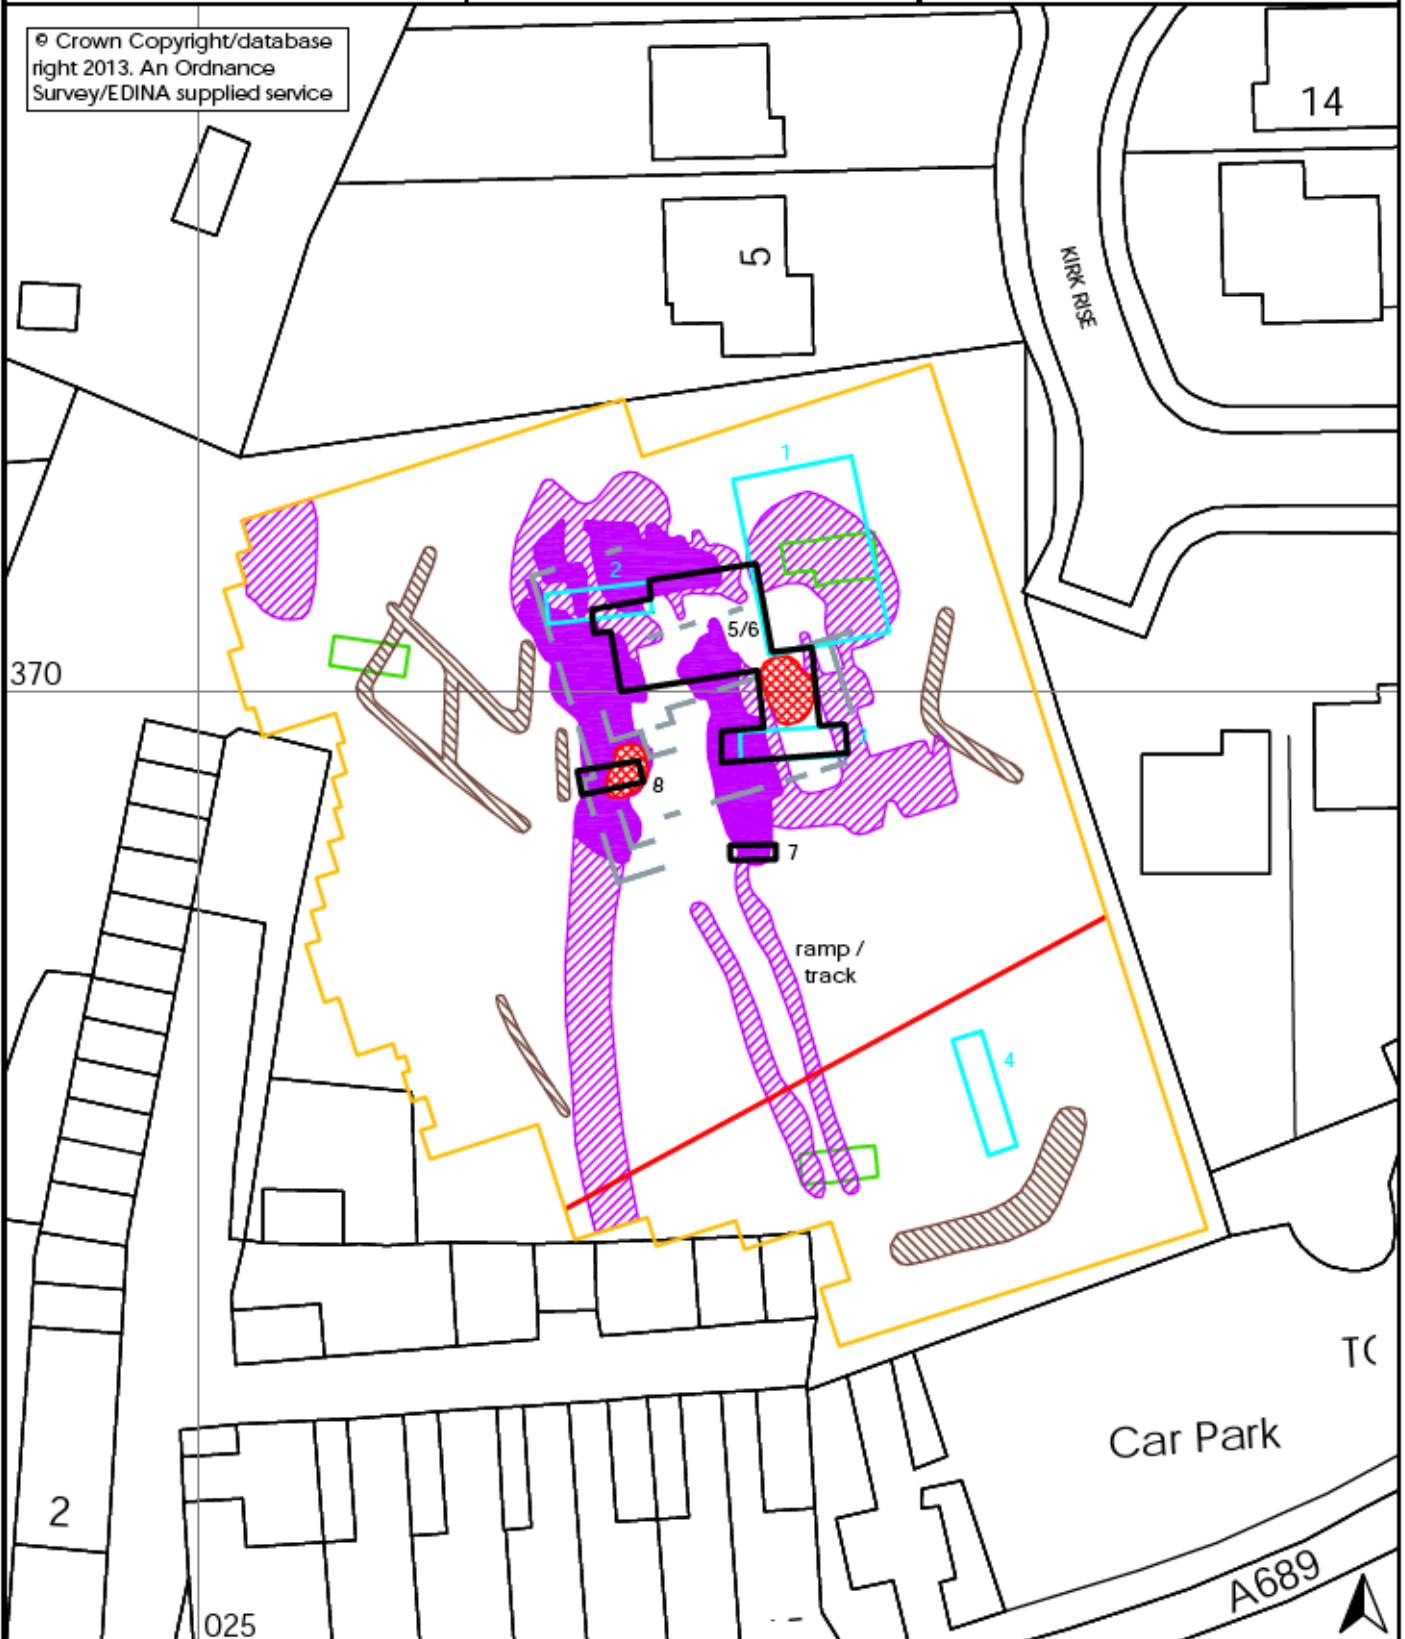 © Crown Copyright/database
right 2013. An Ordnance
Survey/EDINA supplied service
14
5
KIRK RISE
1
2
5/6
370
8
7
ramp /
track
4
Car Park
2
A689
025